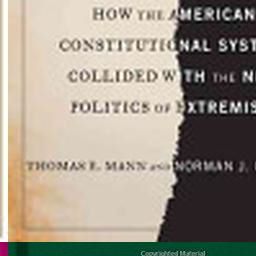 HOW THE AMERICAN
CONSTITUTIONAL SYST
COLLIDED WITH THE N
POLITICS OF EXTREMIS
THOMAS E. MANN AND NORMAN J.
Copyrighted Material